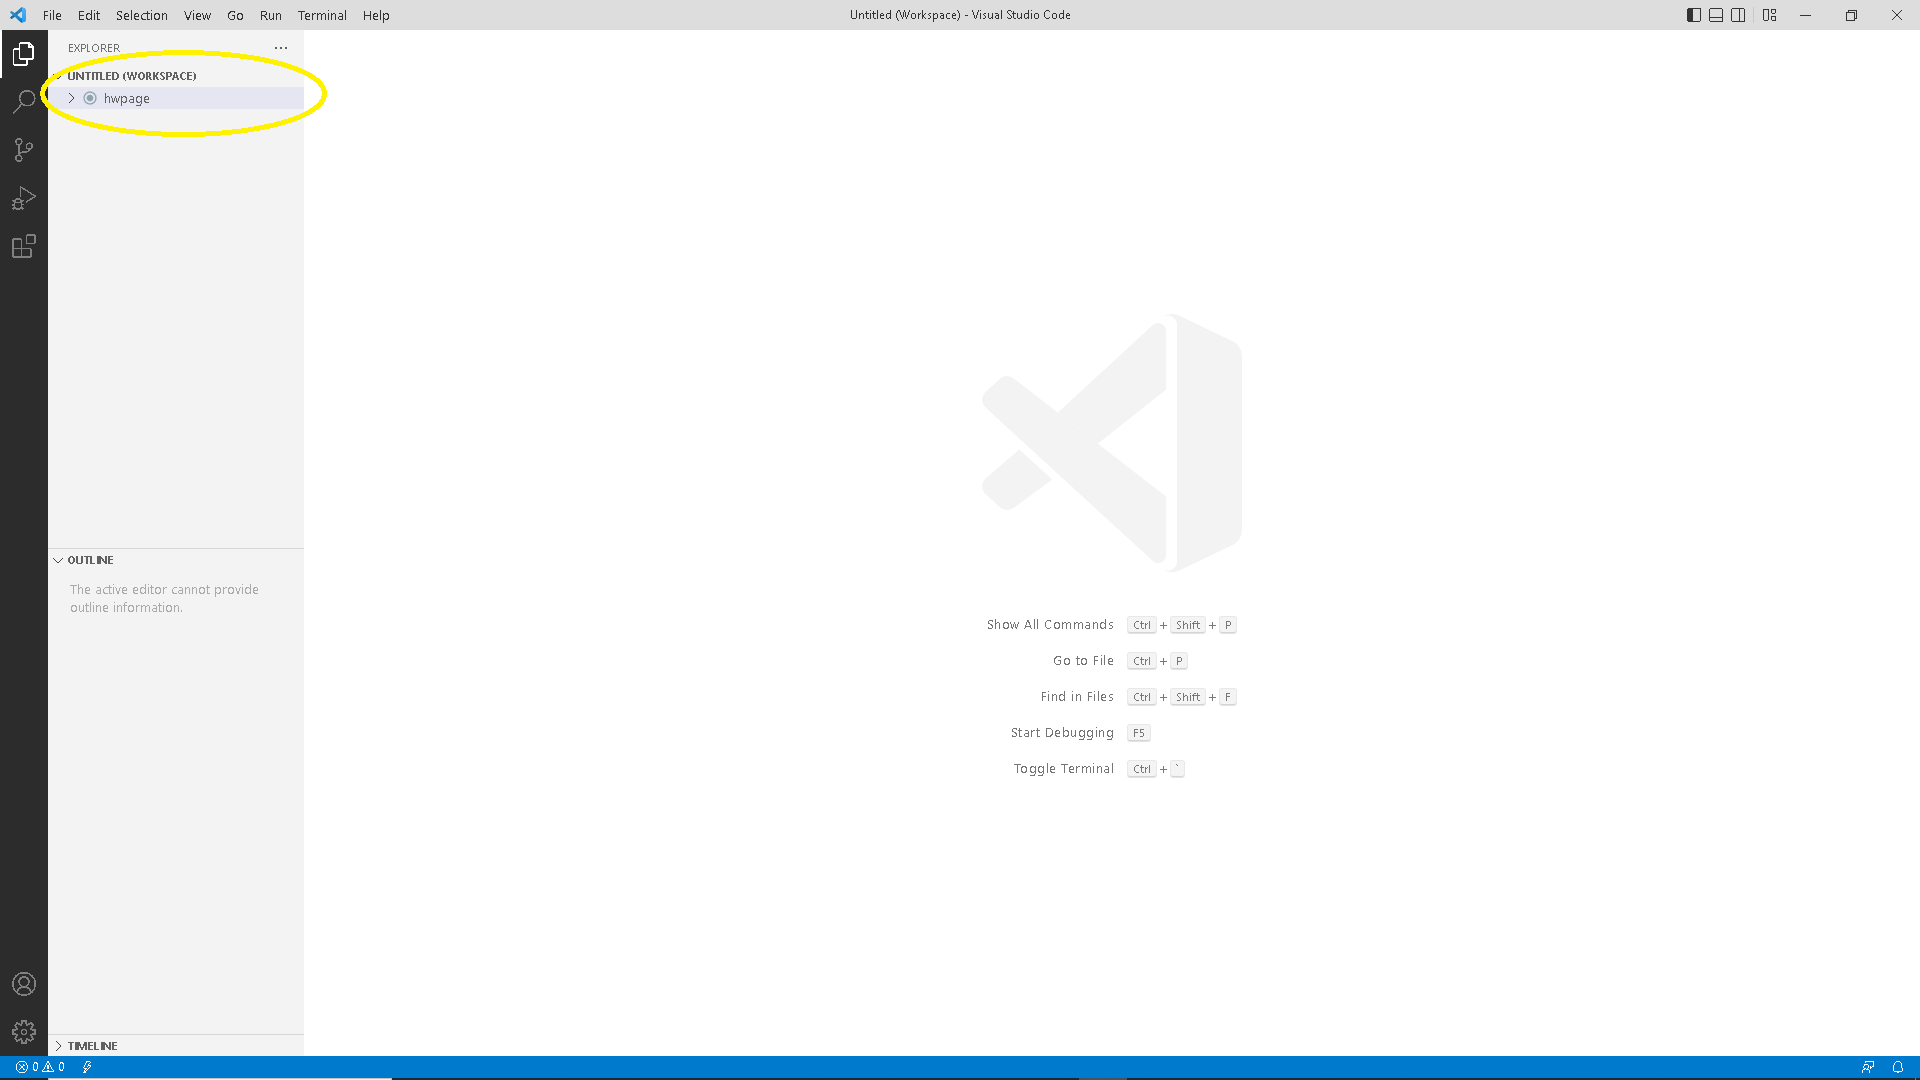 File Edit Selection View Go Run Terminal Help
Untitled (Workspace) - Visual Studio Code
EXPLORER
UNTITLED (WORKSPACE)
hwpage
OUTLINE
The active editor cannot provide
outline information.
Show All Commands Ctrl + Shift + P
Go to File Ctrl + P
Find in Files Ctrl + Shift + F
Start Debugging F5
Toggle Terminal Ctrl + `
TIMELINE
0 0